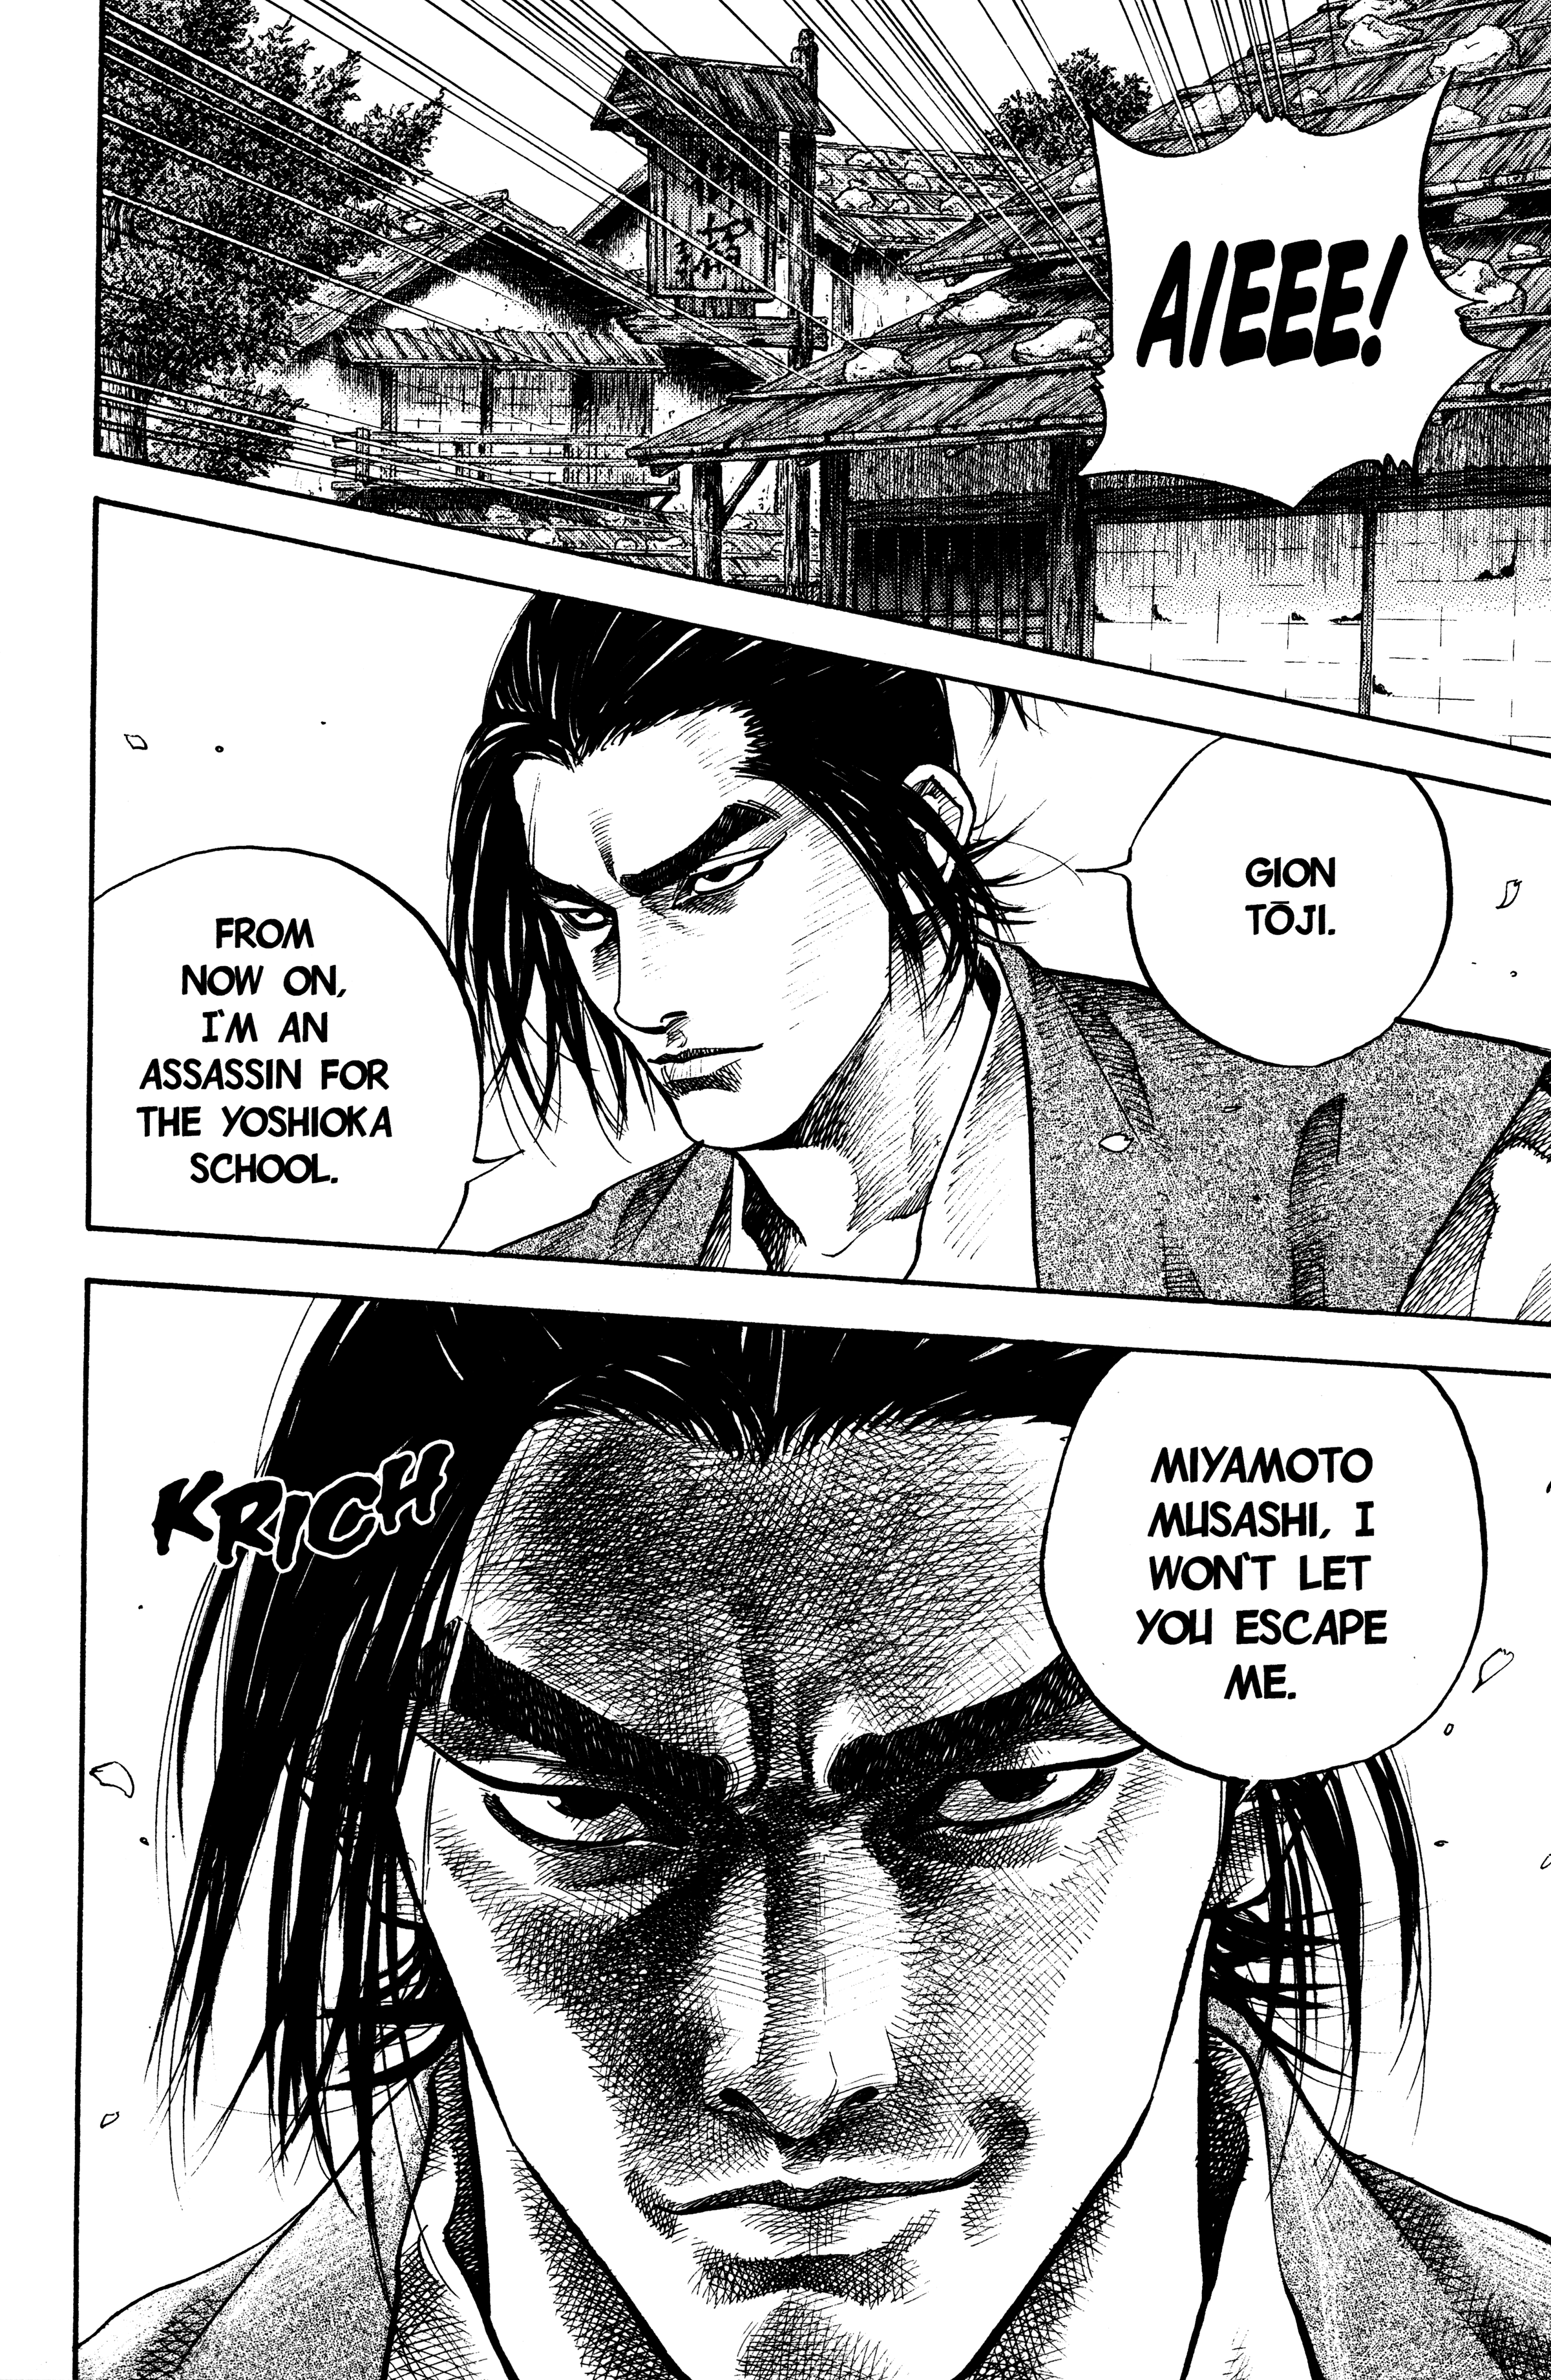 AIEEE!
GION
TŌJI.
FROM
NOW ON,
I'M AN
ASSASSIN FOR
THE YOSHIOKA
SCHOOL.
MIYAMOTO
MUSASHI, I
WON'T LET
YOU ESCAPE
ME.
KRICH